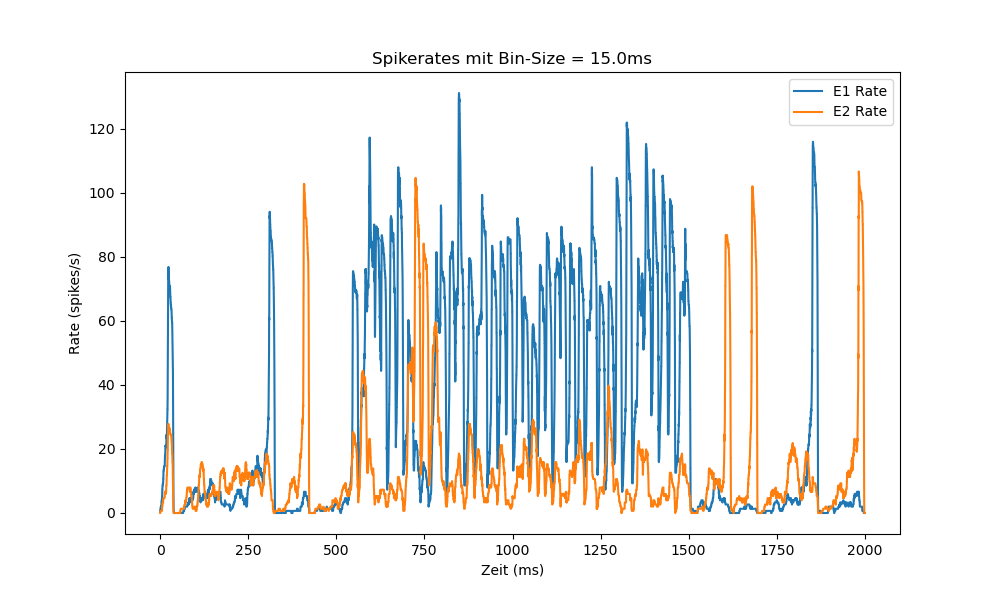 Spikerates mit Bin-Size = 15.0ms
E1 Rate
E2 Rate
120
100
80
60
40
20
0
Rate (spikes/s)
0 250 500 750 1000 1250 1500 1750 2000
Zeit (ms)